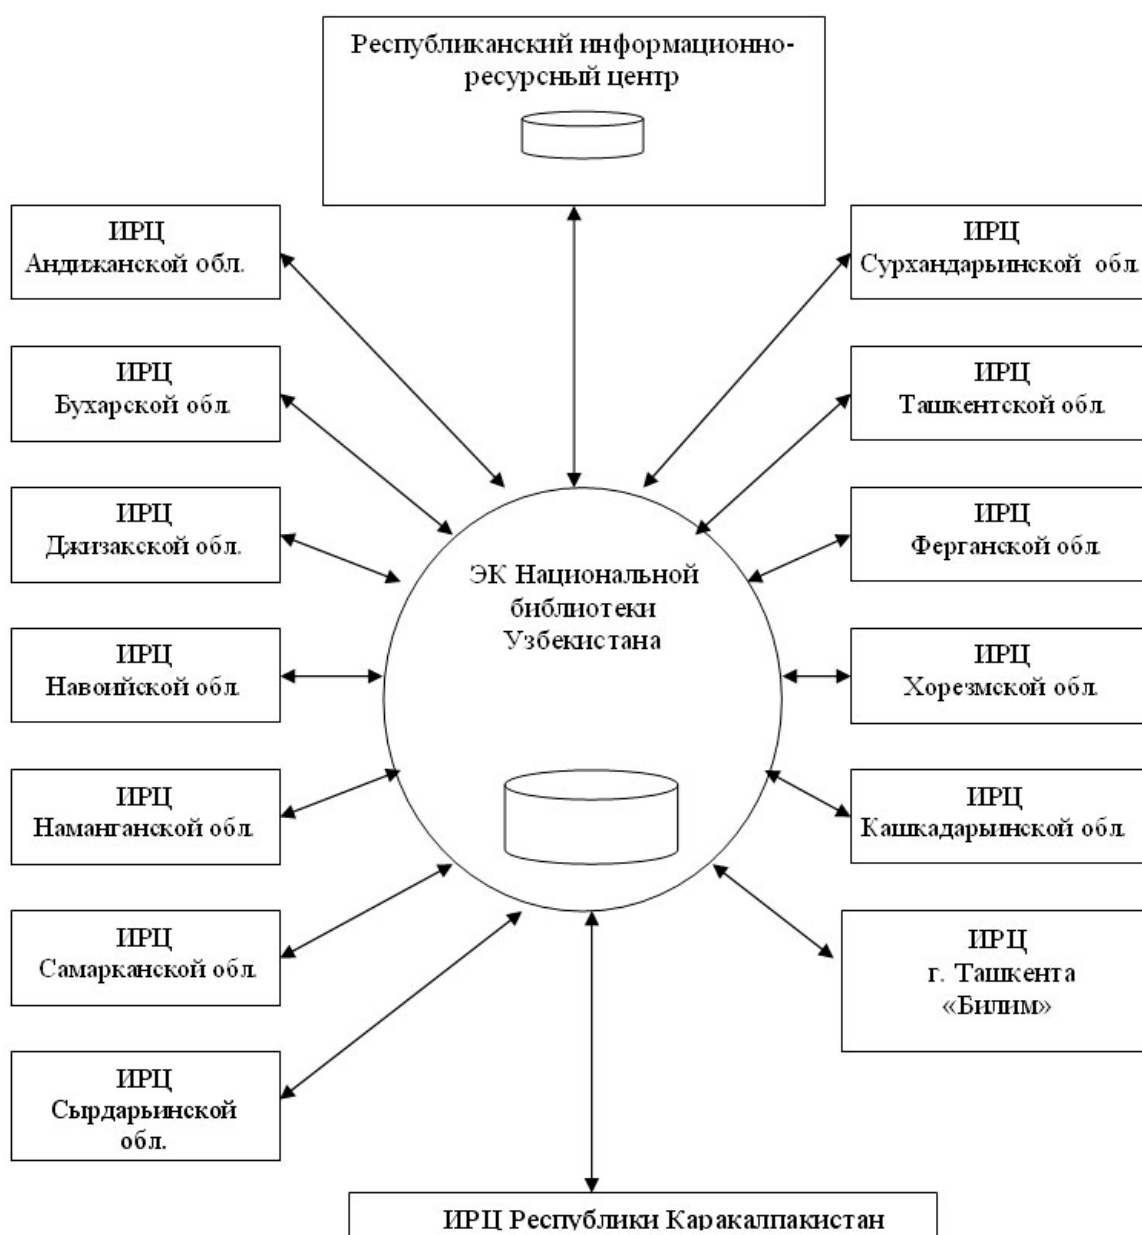 Республиканский информационно-
ресурсный центр
ИРЦ
Андижанской обл.
ИРЦ
Сурхандарьинской обл.
ИРЦ
Бухарской обл.
ИРЦ
Ташкентской обл.
ИРЦ
Джизакской обл.
ИРЦ
Ферганской обл.
ЭК Национальной
библиотеки
Узбекистана
ИРЦ
Навоийской обл.
ИРЦ
Хорезмской обл.
ИРЦ
Наманганской обл.
ИРЦ
Кашкадарьинской обл.
ИРЦ
Самарканской обл.
ИРЦ
г. Ташкента
«Билим»
ИРЦ
Сырдарьинской
обл.
ИРЦ Республики Каракалпакистан